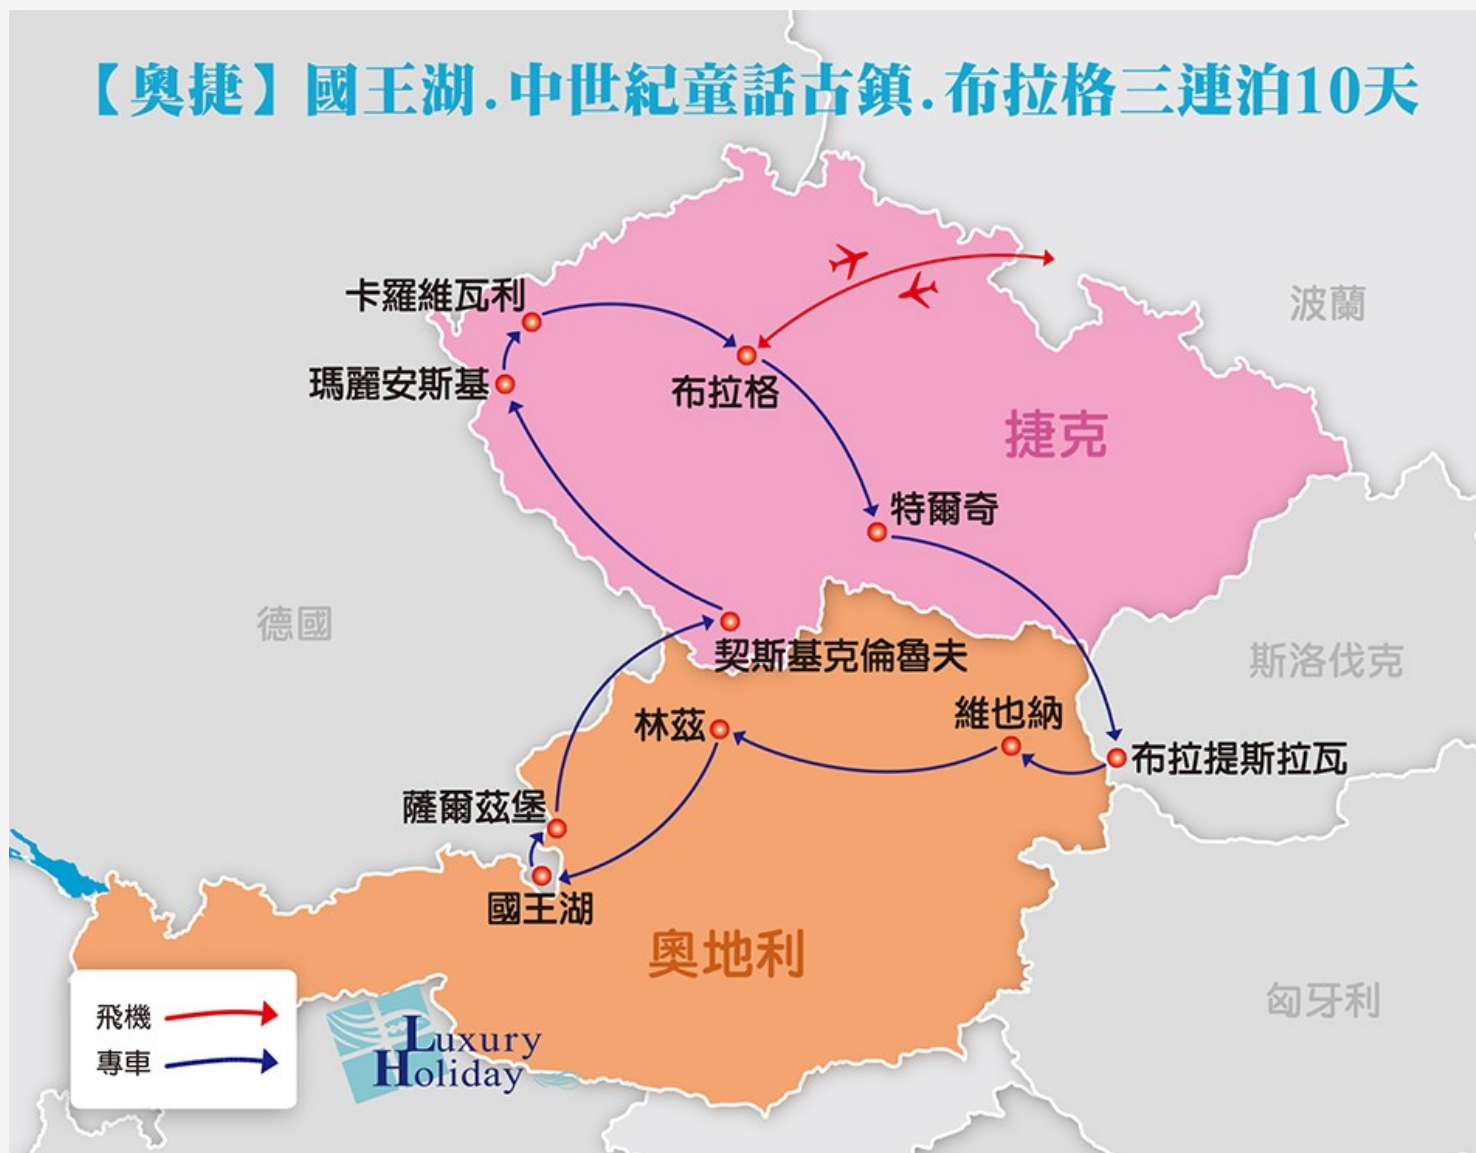 【奧捷】國王湖.中世紀童話古鎮.布拉格三連泊10天
波蘭
卡羅維瓦利
瑪麗安斯基
布拉格
捷克
特爾奇
德國
契斯基克倫魯夫
斯洛伐克
林茲
維也納
布拉提斯拉瓦
薩爾茲堡
國王湖
奧地利
匈牙利
飛機
專車
Luxury
Holiday